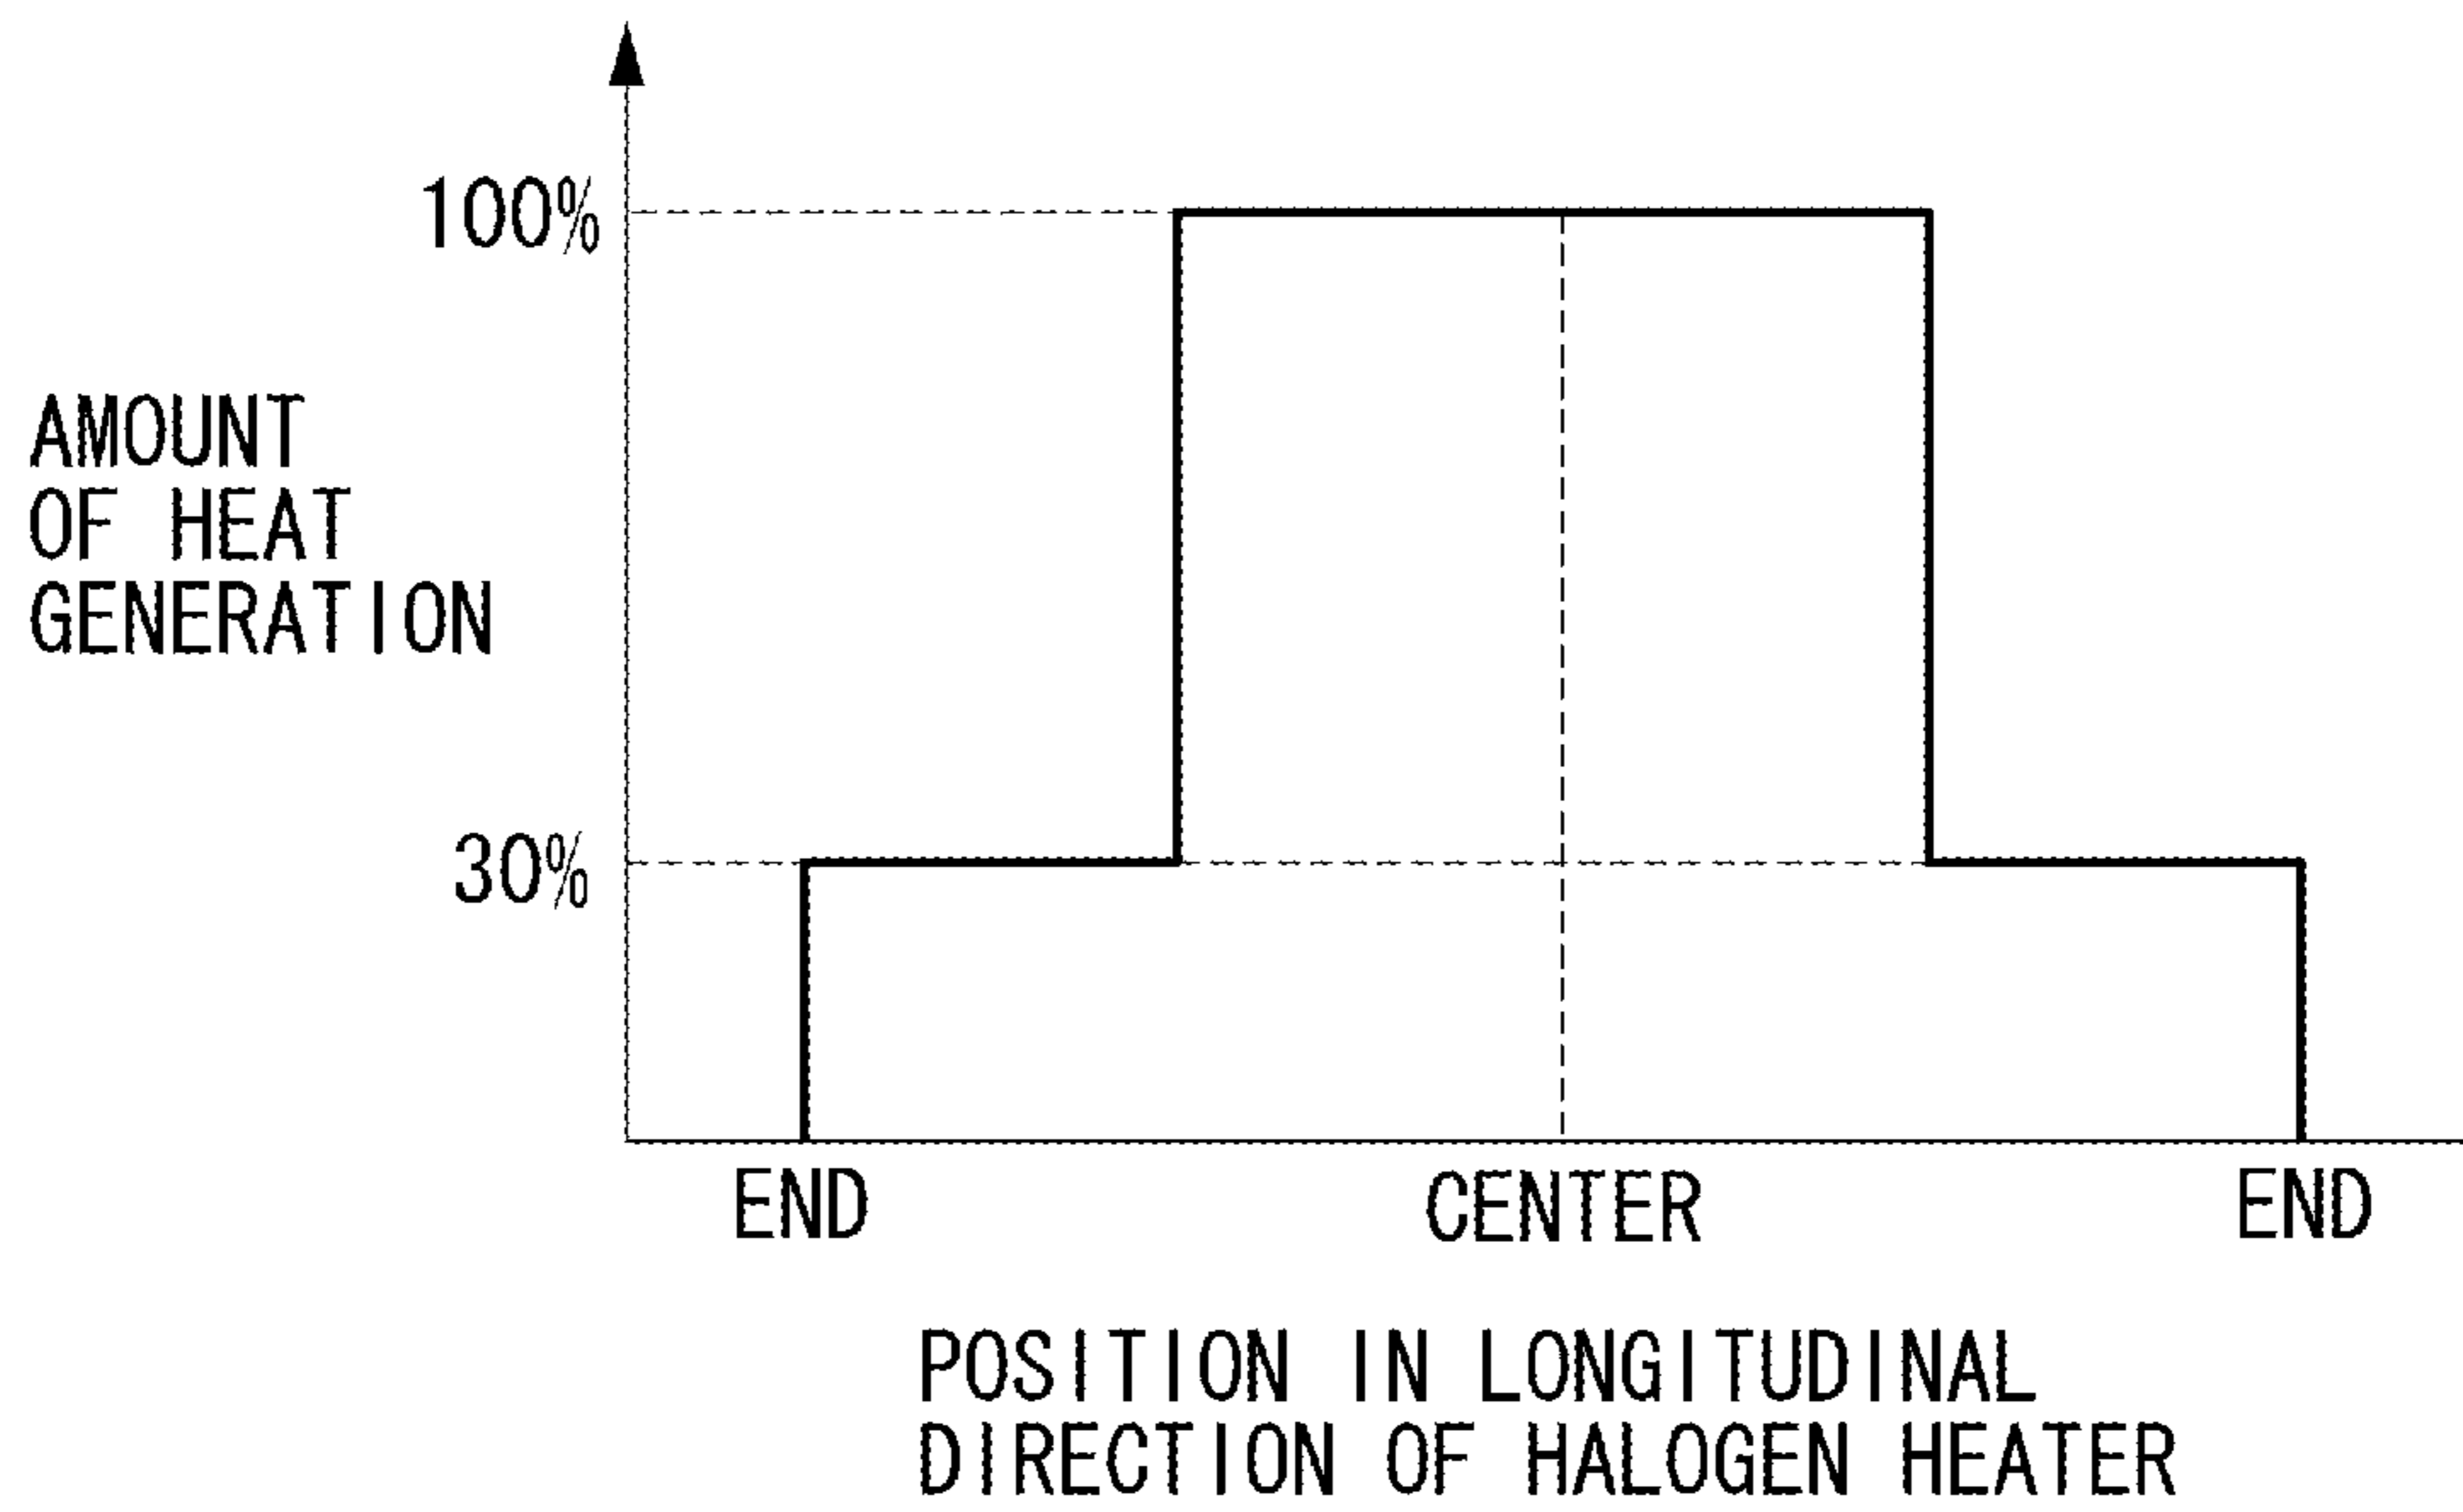 100%
AMOUNT
OF HEAT
GENERATION
30%
END
CENTER
END
POSITION IN LONGITUDINAL
DIRECTION OF HALOGEN HEATER